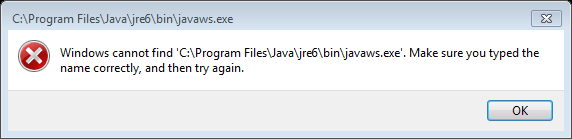 C:\Program Files\Java\jre6\bin\javaws.exe
Windows cannot find 'C:\Program Files\Java\jre6\bin\javaws.exe'. Make sure you typed the
name correctly, and then try again.
OK